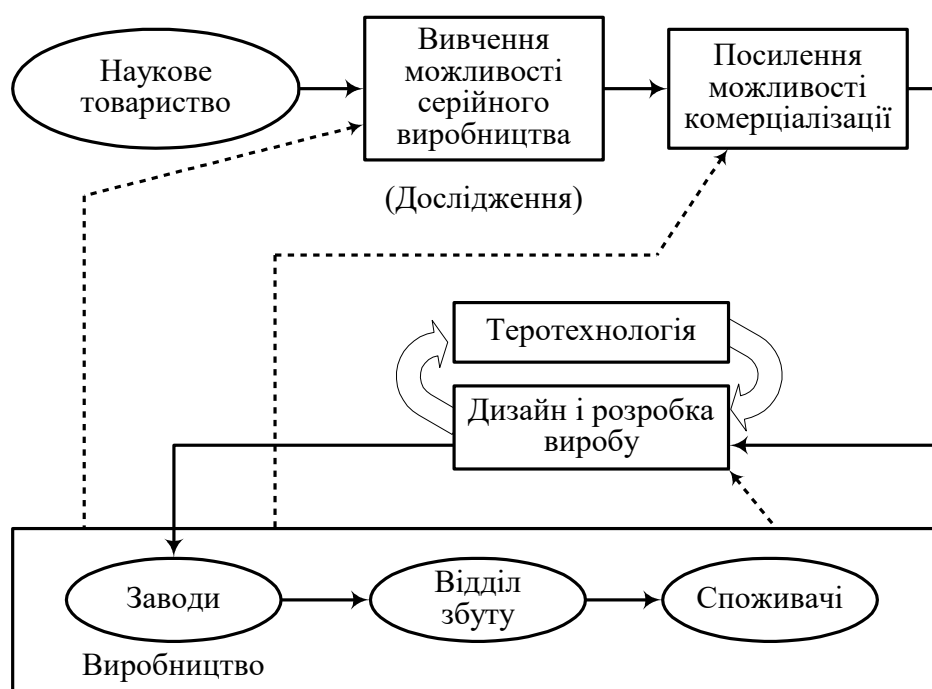 Наукове
товариство
Вивчення
можливості
серійного
виробництва
Посилення
можливості
комерціалізації
(Дослідження)
Теротехнологія
Дизайн і розробка
виробу
Заводи
Відділ
збуту
Споживачі
Виробництво